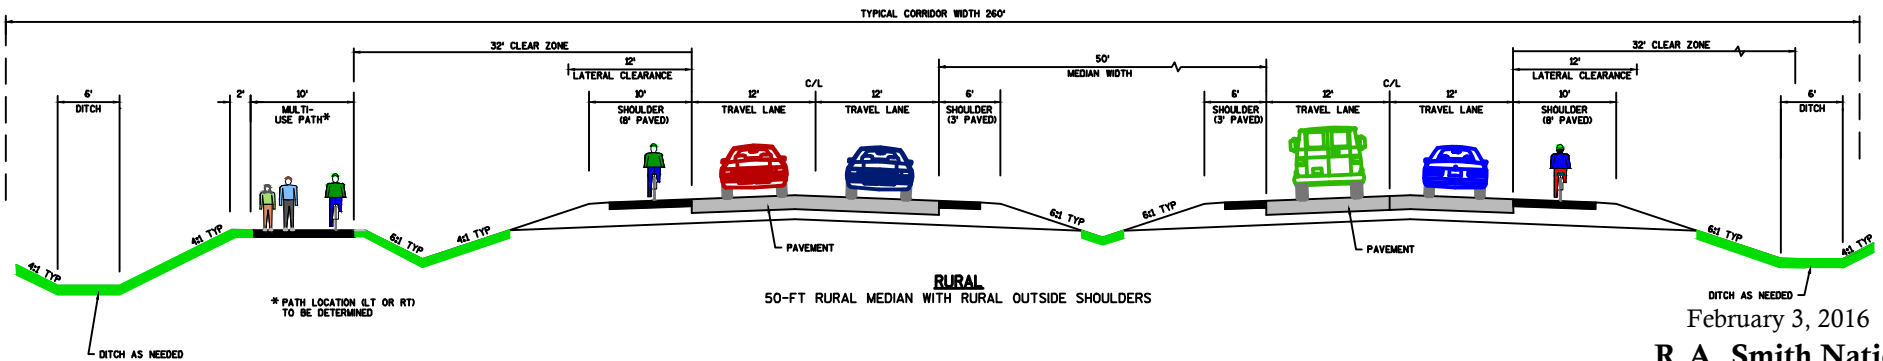 TYPICAL CORRIDOR WIDTH 260'
32' CLEAR ZONE
32' CLEAR ZONE
12'
LATERAL CLEARANCE
50'
MEDIAN WIDTH
12'
LATERAL CLEARANCE
C/L
C/L
6'
DITCH
2'
10'
MULTI-
USE PATH*
10'
SHOULDER
(8' PAVED)
12'
TRAVEL LANE
12'
TRAVEL LANE
6'
SHOULDER
(3' PAVED)
6'
SHOULDER
(3' PAVED)
12'
TRAVEL LANE
12'
TRAVEL LANE
10'
SHOULDER
(8' PAVED)
6'
DITCH
4:1 TYP
4:1 TYP
6:1 TYP
4:1 TYP
6:1 TYP
6:1 TYP
6:1 TYP
4:1 TYP
PAVEMENT
PAVEMENT
* PATH LOCATION (LT OR RT)
TO BE DETERMINED
RURAL
50-FT RURAL MEDIAN WITH RURAL OUTSIDE SHOULDERS
DITCH AS NEEDED
DITCH AS NEEDED
February 3, 2016
R. A. Smith Natio